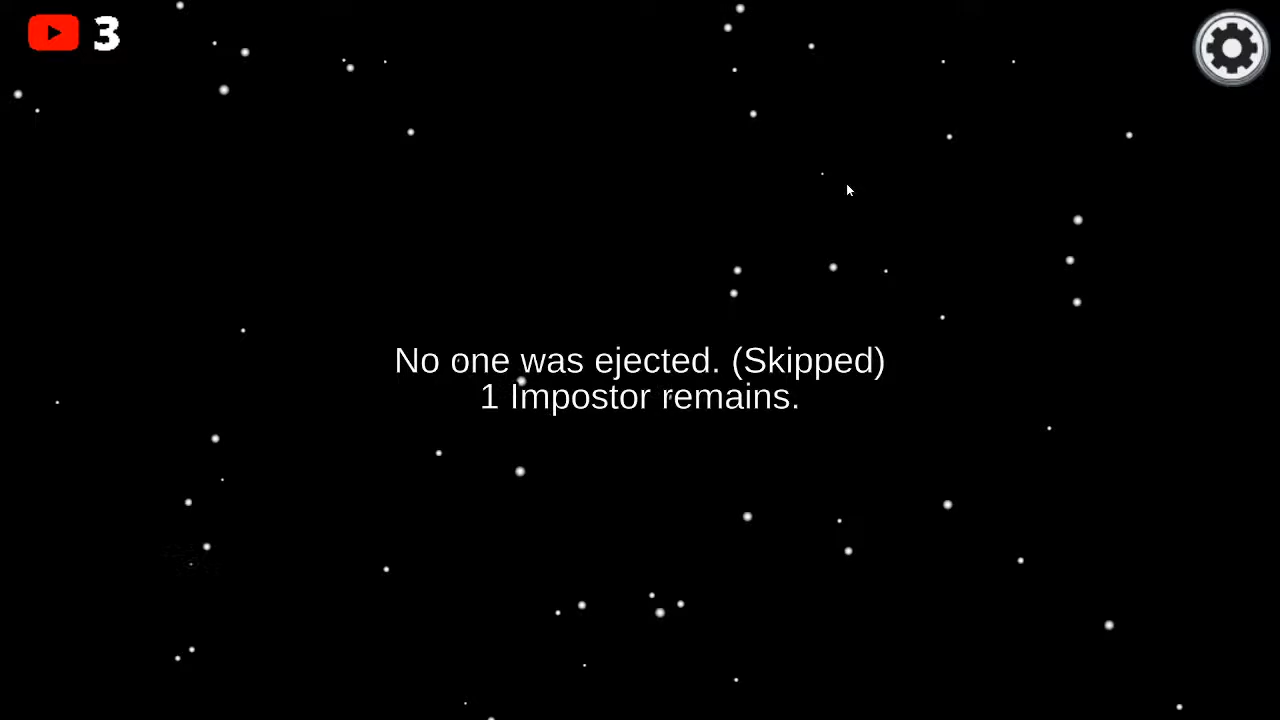 3
No one was ejected. (Skipped)
1 Impostor remains.